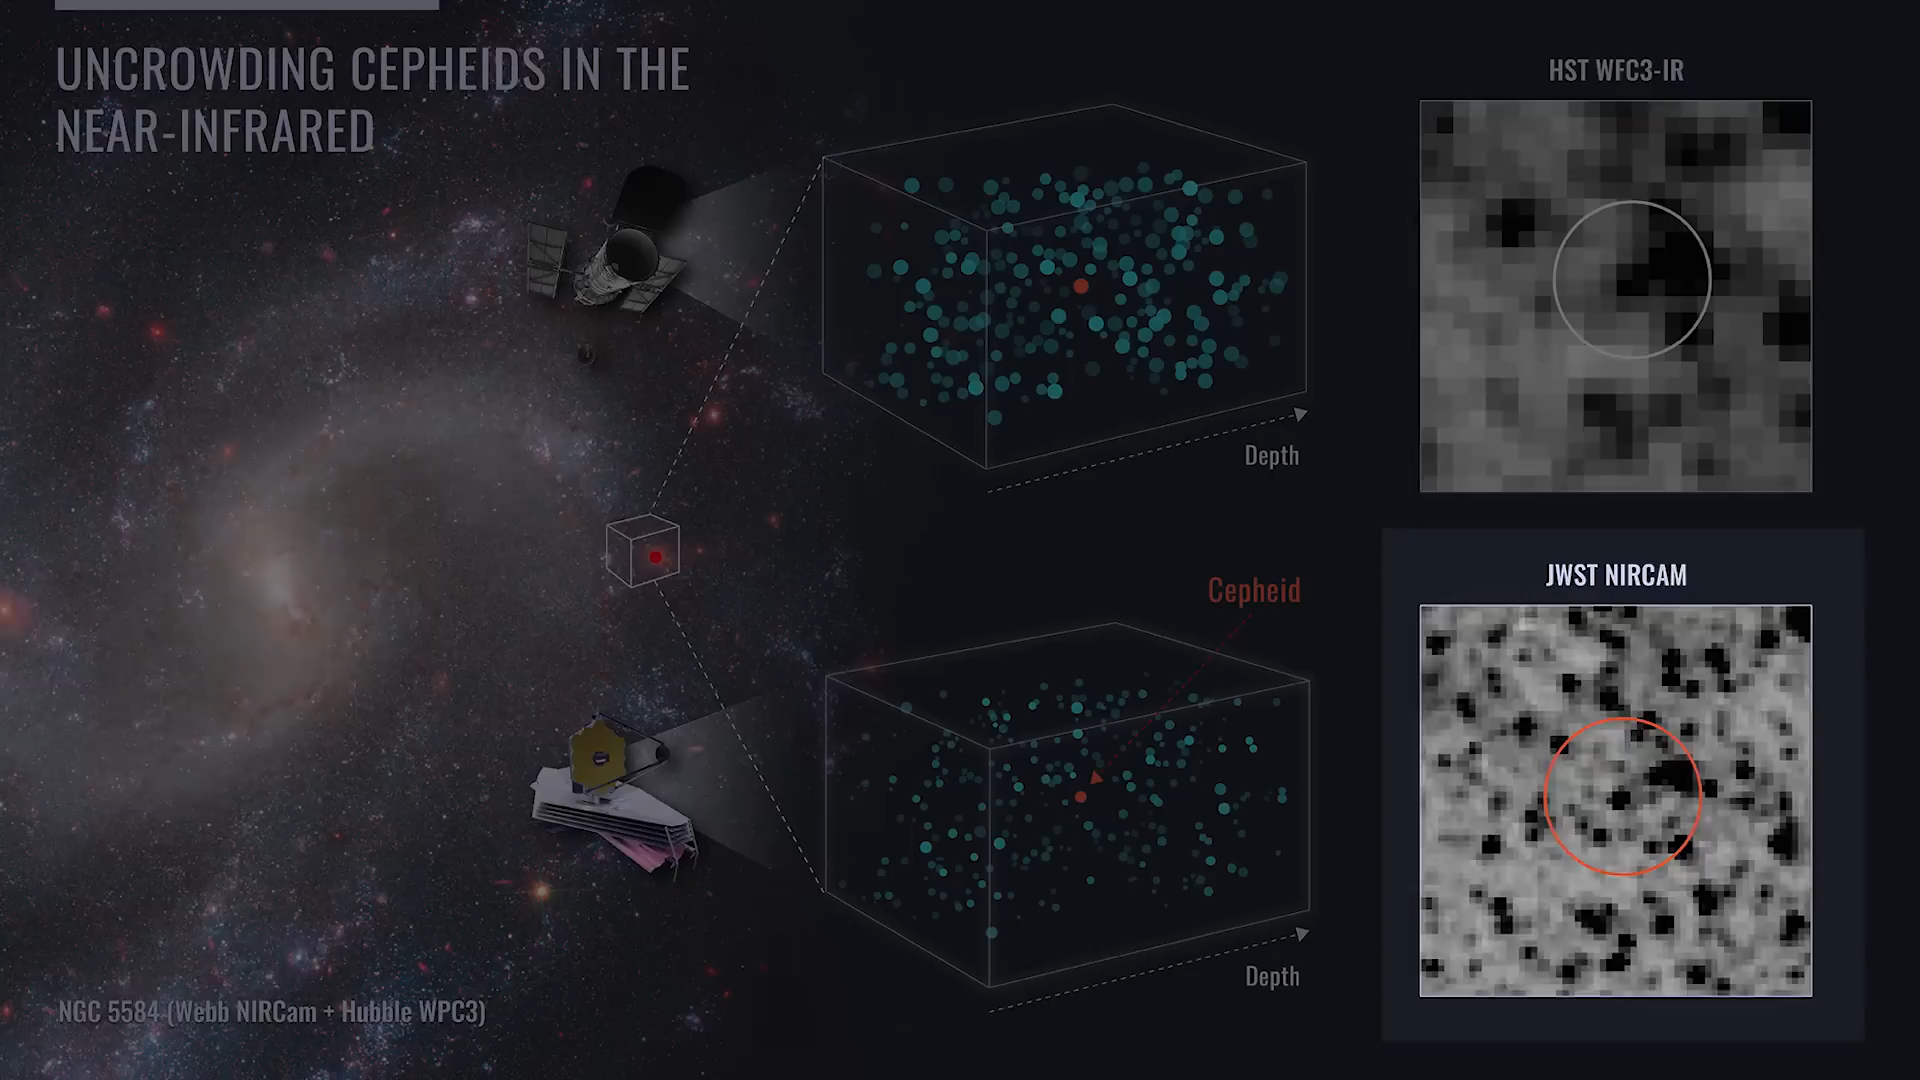 UNCROWDING CEPHEIDS IN THE
NEAR-INFRARED
HST WFC3-IR
Depth
Cepheid
JWST NIRCAM
Depth
NGC 5584 (Webb NIRCam + Hubble WPC3)